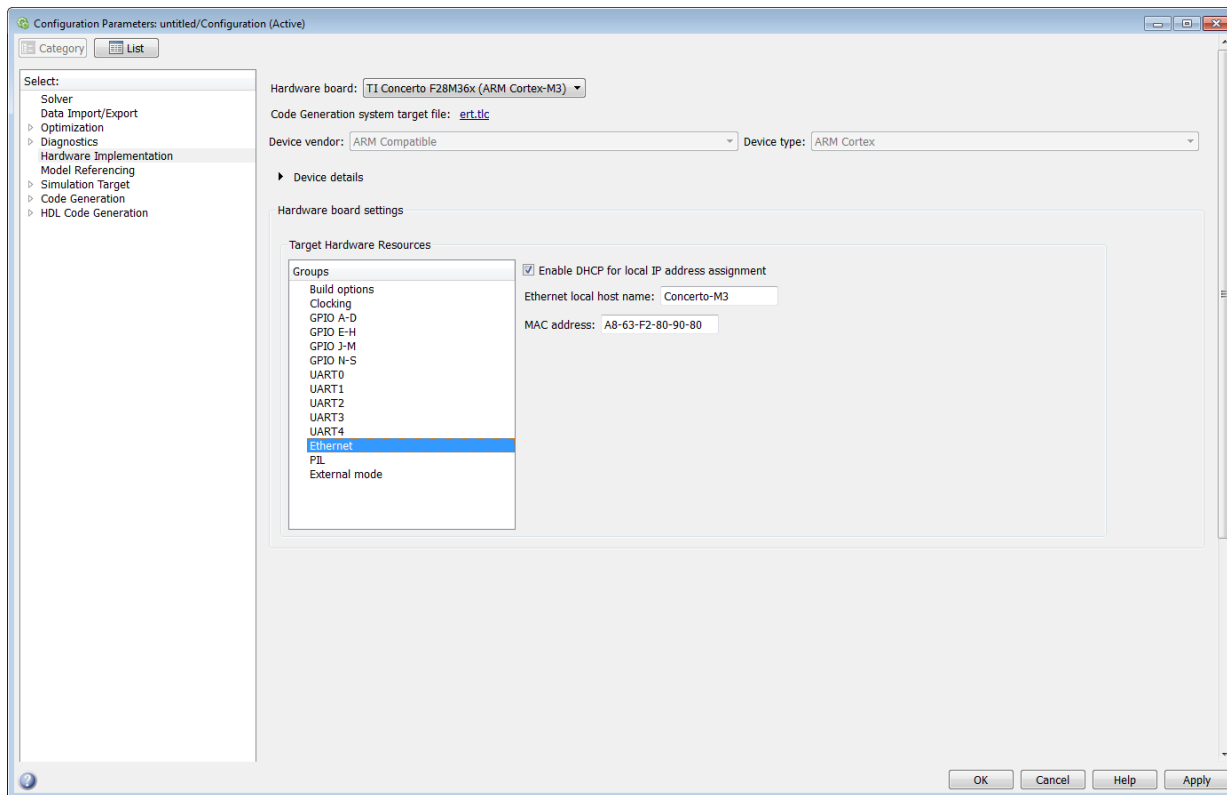 Configuration Parameters: untitled/Configuration (Active)
Category List
Select:
Solver
Data Import/Export
Optimization
Diagnostics
Hardware Implementation
Model Referencing
Simulation Target
Code Generation
HDL Code Generation
Hardware board: TI Concerto F28M36x (ARM Cortex-M3)
Code Generation system target file: ert.tlc
Device vendor: ARM Compatible Device type: ARM Cortex
Device details
Hardware board settings
Target Hardware Resources
Groups
Build options
Clocking
GPIO A-D
GPIO E-H
GPIO J-M
GPIO N-S
UART0
UART1
UART2
UART3
UART4
Ethernet
PIL
External mode
Enable DHCP for local IP address assignment
Ethernet local host name: Concerto-M3
MAC address: A8-63-F2-80-90-80
OK Cancel Help Apply